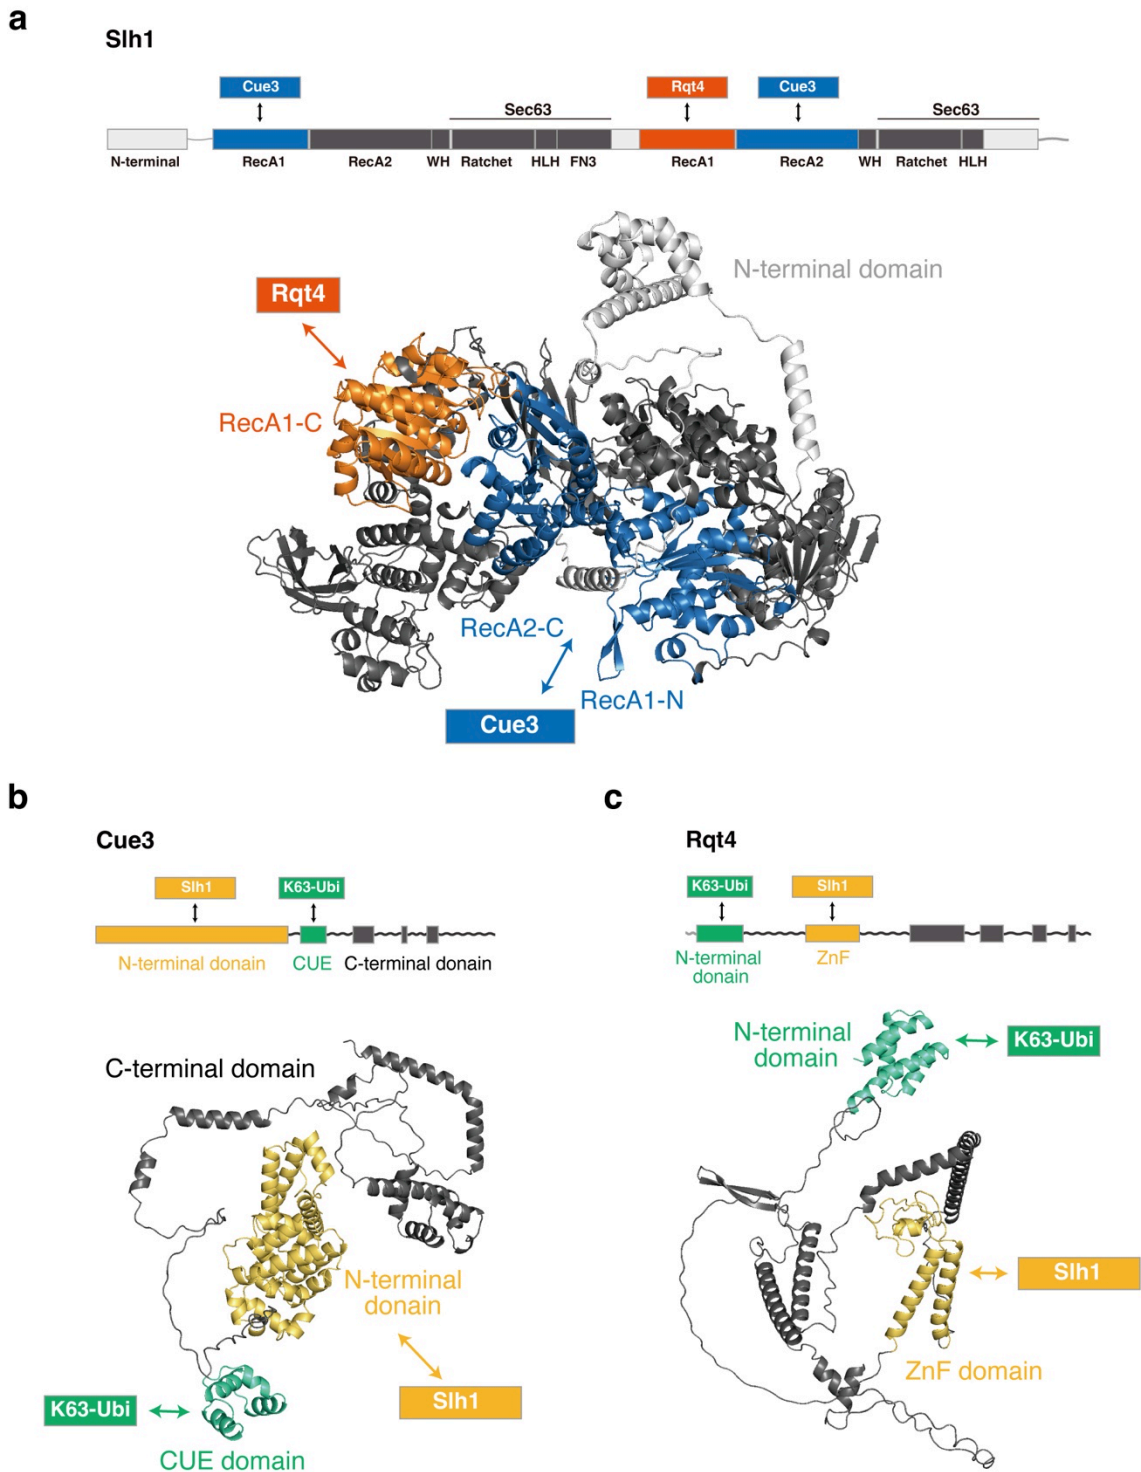 a
Slh1
Cue3 Rqt4 Cue3
Sec63 Sec63
N-terminal RecA1 RecA2 WH Ratchet HLH FN3 RecA1 RecA2 WH Ratchet HLH
N-terminal domain
Rqt4
RecA1-C
RecA2-C
RecA1-N
Cue3
b
Cue3
Slh1 K63-Ubi
N-terminal donain CUE C-terminal domain
C-terminal domain
N-terminal
donain
Slh1
K63-Ubi
CUE domain
c
Rqt4
K63-Ubi Slh1
N-terminal ZnF
domain
N-terminal
domain
K63-Ubi
Slh1
ZnF domain